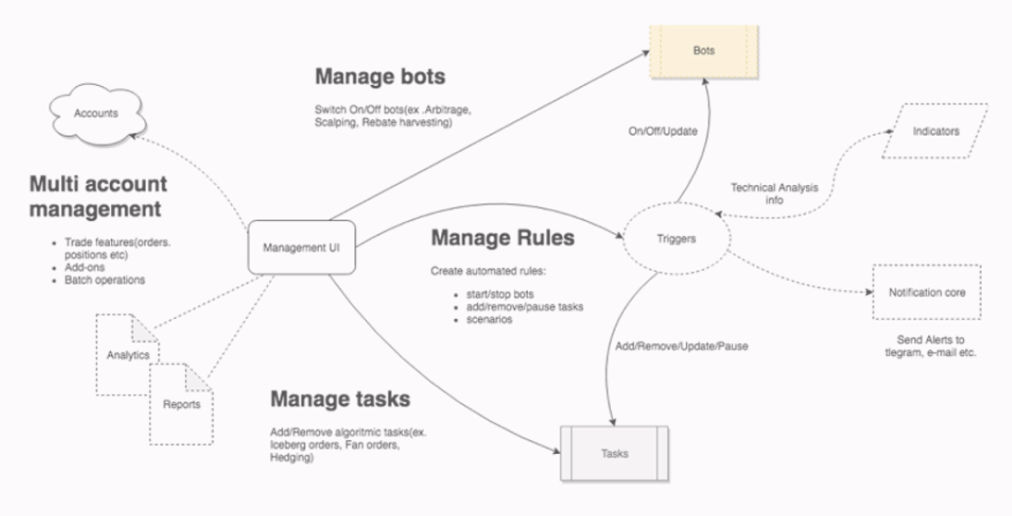 Bots
Manage bots
Switch On/Off bots(ex .Arbitrage,
Scalping, Rebate harvesting)
Accounts
On/Off/Update
Indicators
Multi account
management
• Trade features(orders.
positions etc)
• Add-ons
• Batch operations
Technical Analysis
info
Management UI
Manage Rules
Create automated rules:
• start/stop bots
• add/remove/pause tasks
• scenarios
Triggers
Notification core
Send Alerts to
tlegram, e-mail etc.
Analytics
Reports
Add/Remove/Update/Pause
Manage tasks
Add/Remove algoritmic tasks(ex.
Iceberg orders, Fan orders,
Hedging)
Tasks